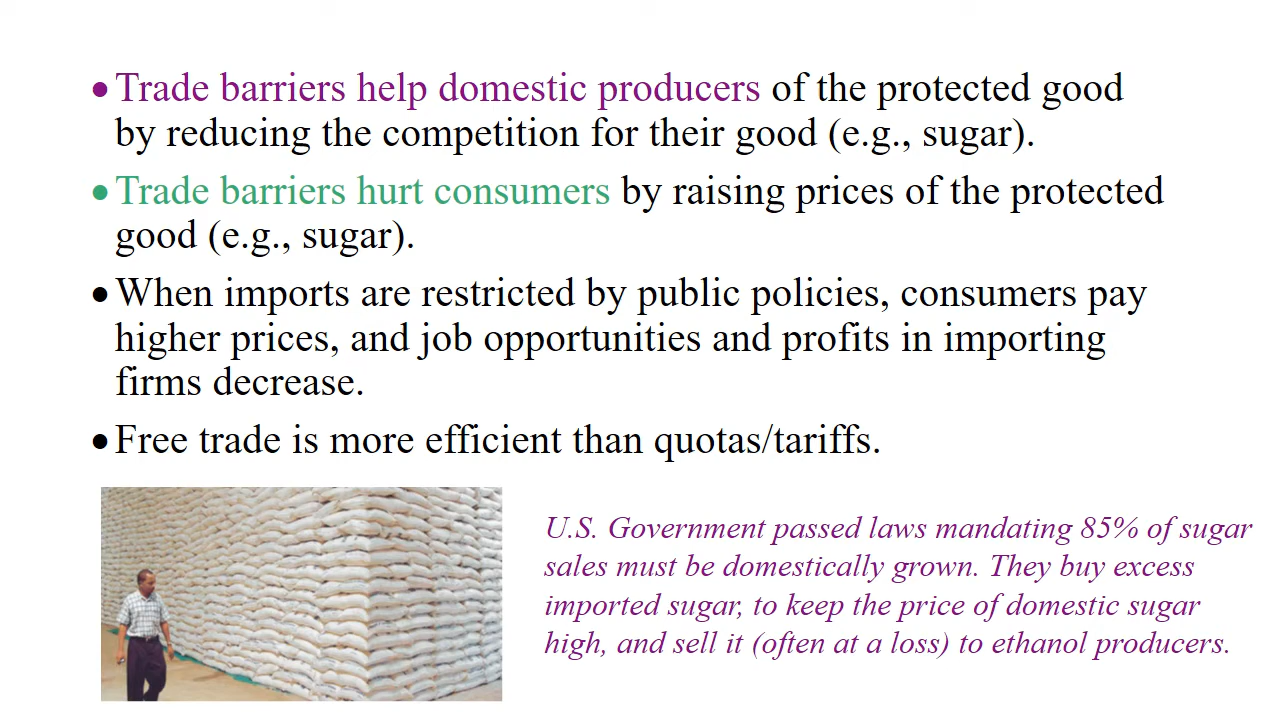 •Trade barriers help domestic producers of the protected good
by reducing the competition for their good (e.g., sugar).
•Trade barriers hurt consumers by raising prices of the protected
good (e.g., sugar).
•When imports are restricted by public policies, consumers pay
higher prices, and job opportunities and profits in importing
firms decrease.
•Free trade is more efficient than quotas/tariffs.
U.S. Government passed laws mandating 85% of sugar
sales must be domestically grown. They buy excess
imported sugar, to keep the price of domestic sugar
high, and sell it (often at a loss) to ethanol producers.